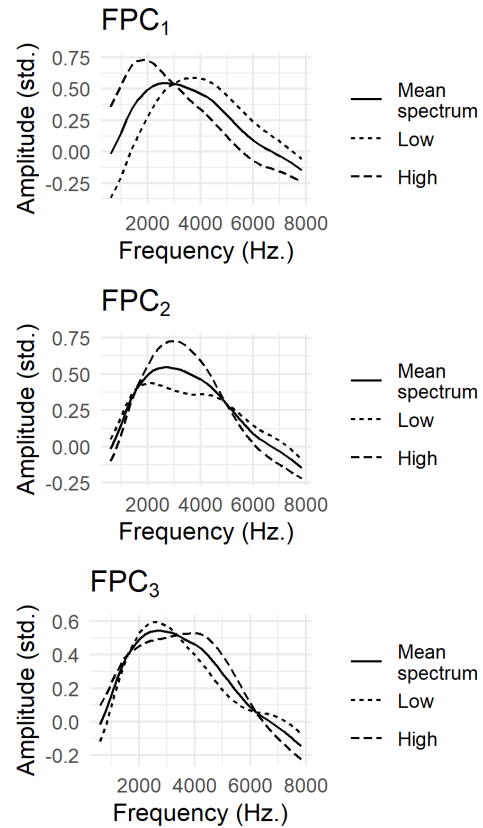 FPC₁
Amplitude (std.)
0.75
0.50
0.25
0.00
-0.25
2000 4000 6000 8000
Frequency (Hz.)
Mean
spectrum
Low
High
FPC₂
Amplitude (std.)
0.75
0.50
0.25
0.00
-0.25
2000 4000 6000 8000
Frequency (Hz.)
Mean
spectrum
Low
High
FPC₃
Amplitude (std.)
0.6
0.4
0.2
0.0
-0.2
2000 4000 6000 8000
Frequency (Hz.)
Mean
spectrum
Low
High